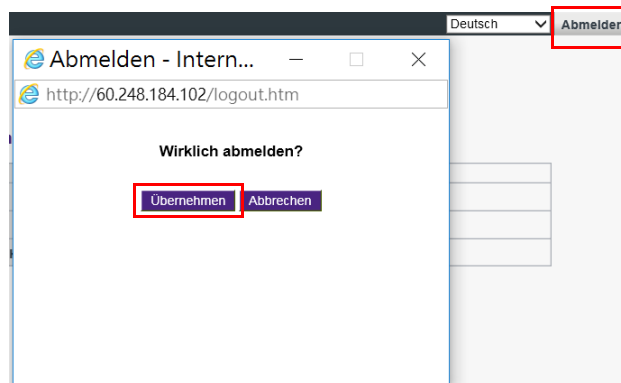 Deutsch
Abmelden
Abmelden - Intern...
http://60.248.184.102/logout.htm
Wirklich abmelden?
Übernehmen
Abbrechen